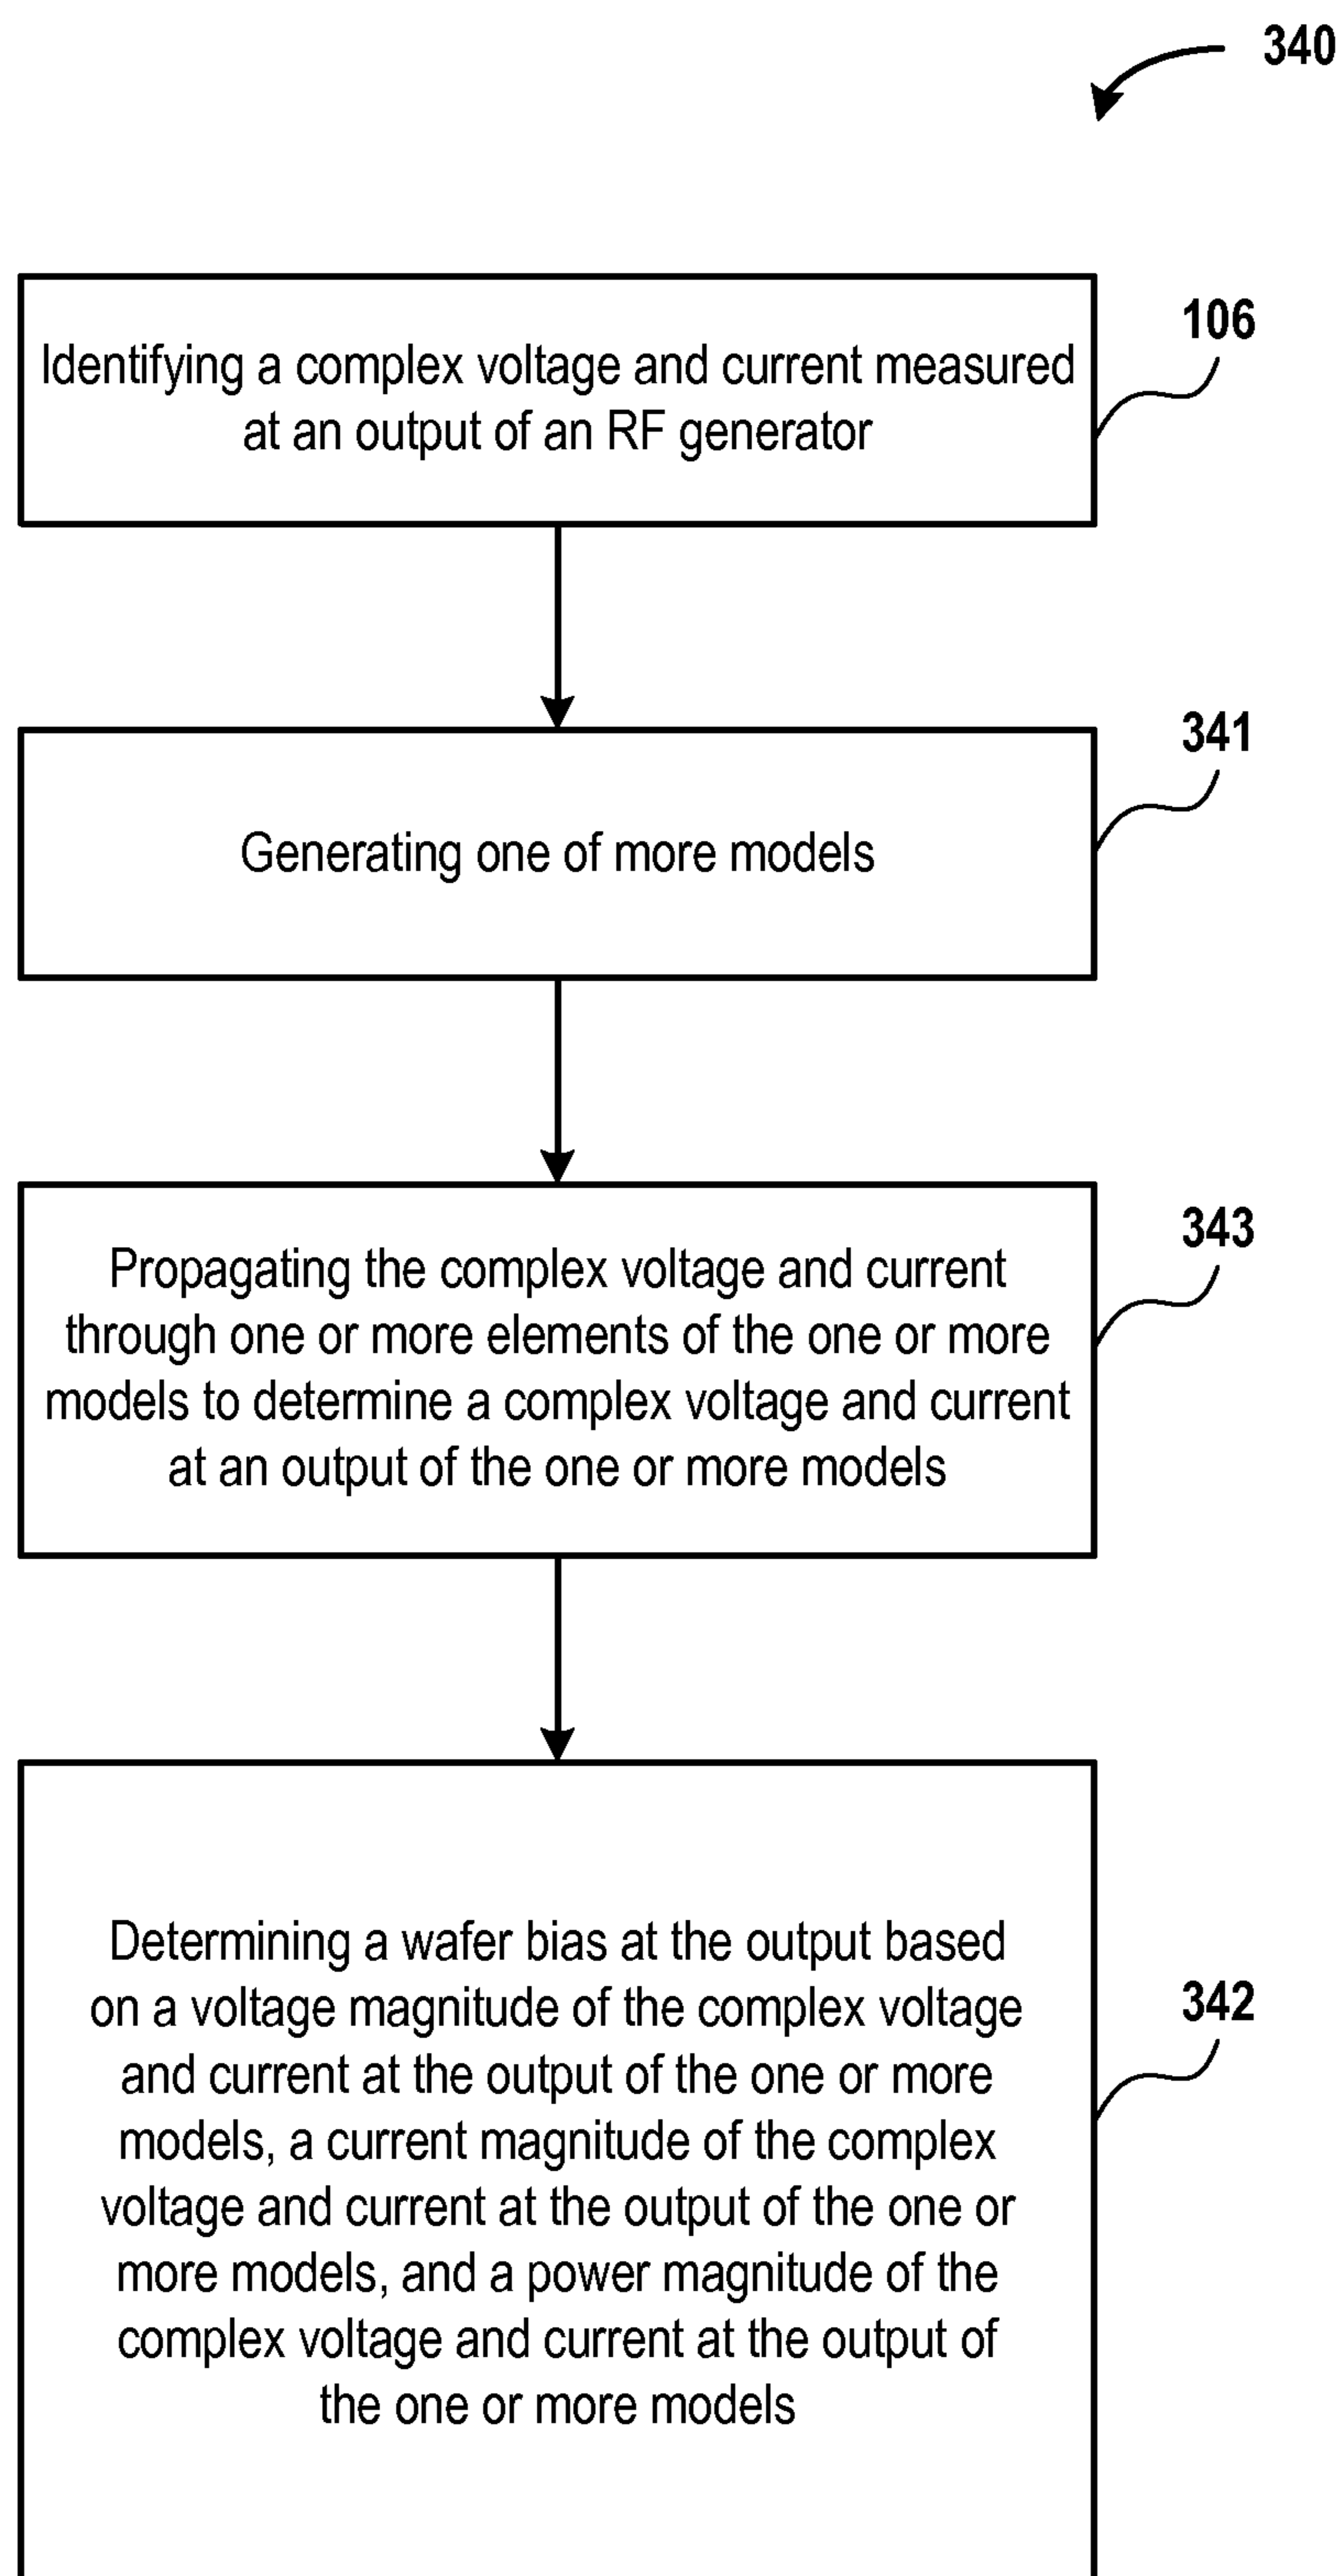 340
Identifying a complex voltage and current measured
at an output of an RF generator
106
Generating one of more models
341
Propagating the complex voltage and current
through one or more elements of the one or more
models to determine a complex voltage and current
at an output of the one or more models
343
Determining a wafer bias at the output based
on a voltage magnitude of the complex voltage
and current at the output of the one or more
models, a current magnitude of the complex
voltage and current at the output of the one or
more models, and a power magnitude of the
complex voltage and current at the output of
the one or more models
342